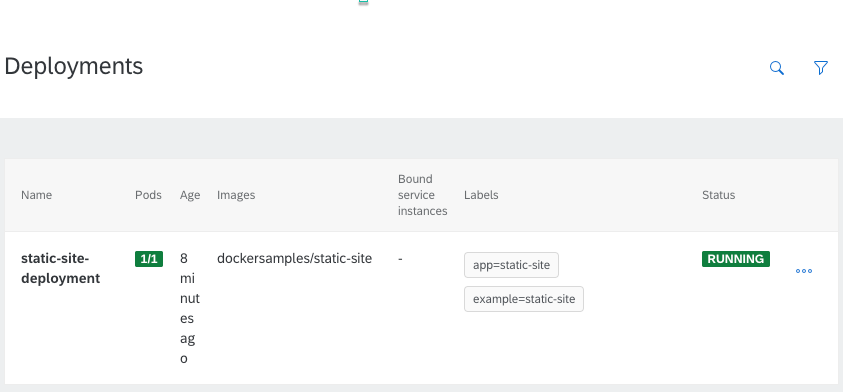 Deployments
Name Pods Age Images Bound service instances Labels Status
static-site-deployment 1/1 8 minutes ago dockersamples/static-site - app=static-site RUNNING
example=static-site